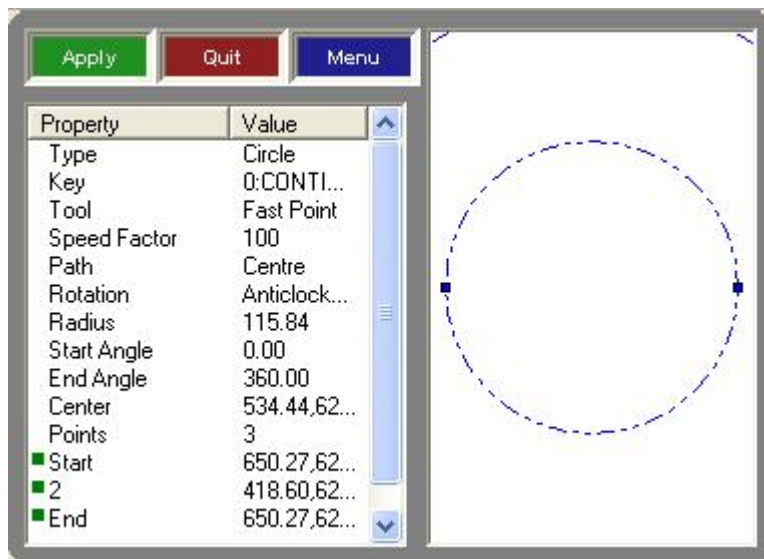 Apply Quit Menu
Property Value
Type Circle
Key 0:CONTI...
Tool Fast Point
Speed Factor 100
Path Centre
Rotation Anticlock...
Radius 115.84
Start Angle 0.00
End Angle 360.00
Center 534.44,62...
Points 3
Start 650.27,62...
2 418.60,62...
End 650.27,62...